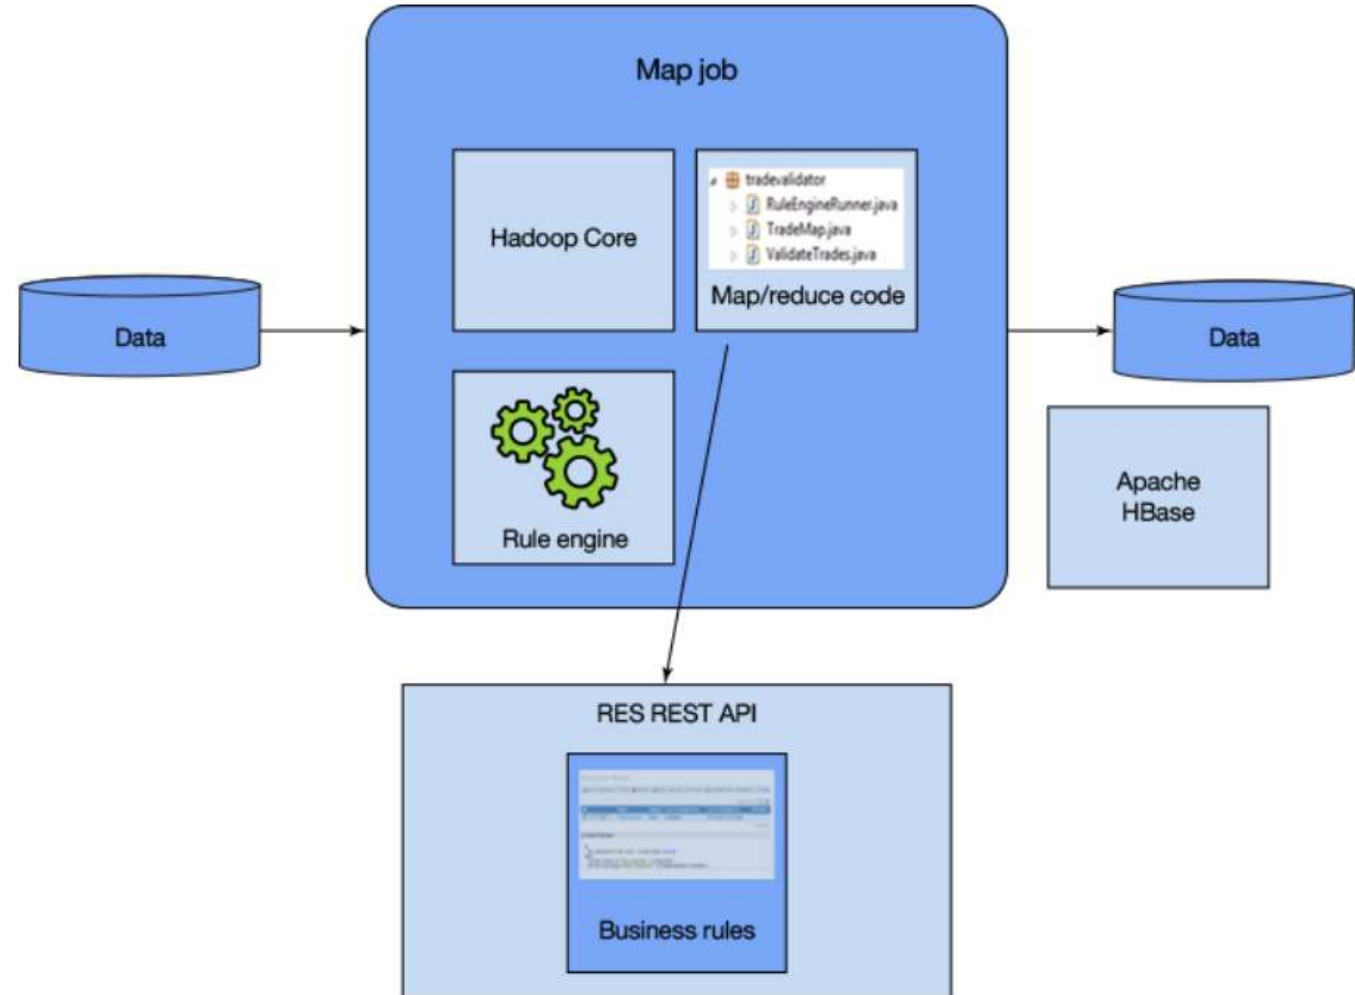 Map job
Hadoop Core
tradevalidator
RuleEngineRunner.java
TradeMap.java
ValidateTrades.java
Map/reduce code
Data
Data
Rule engine
Apache
HBase
RES REST API
Business rules